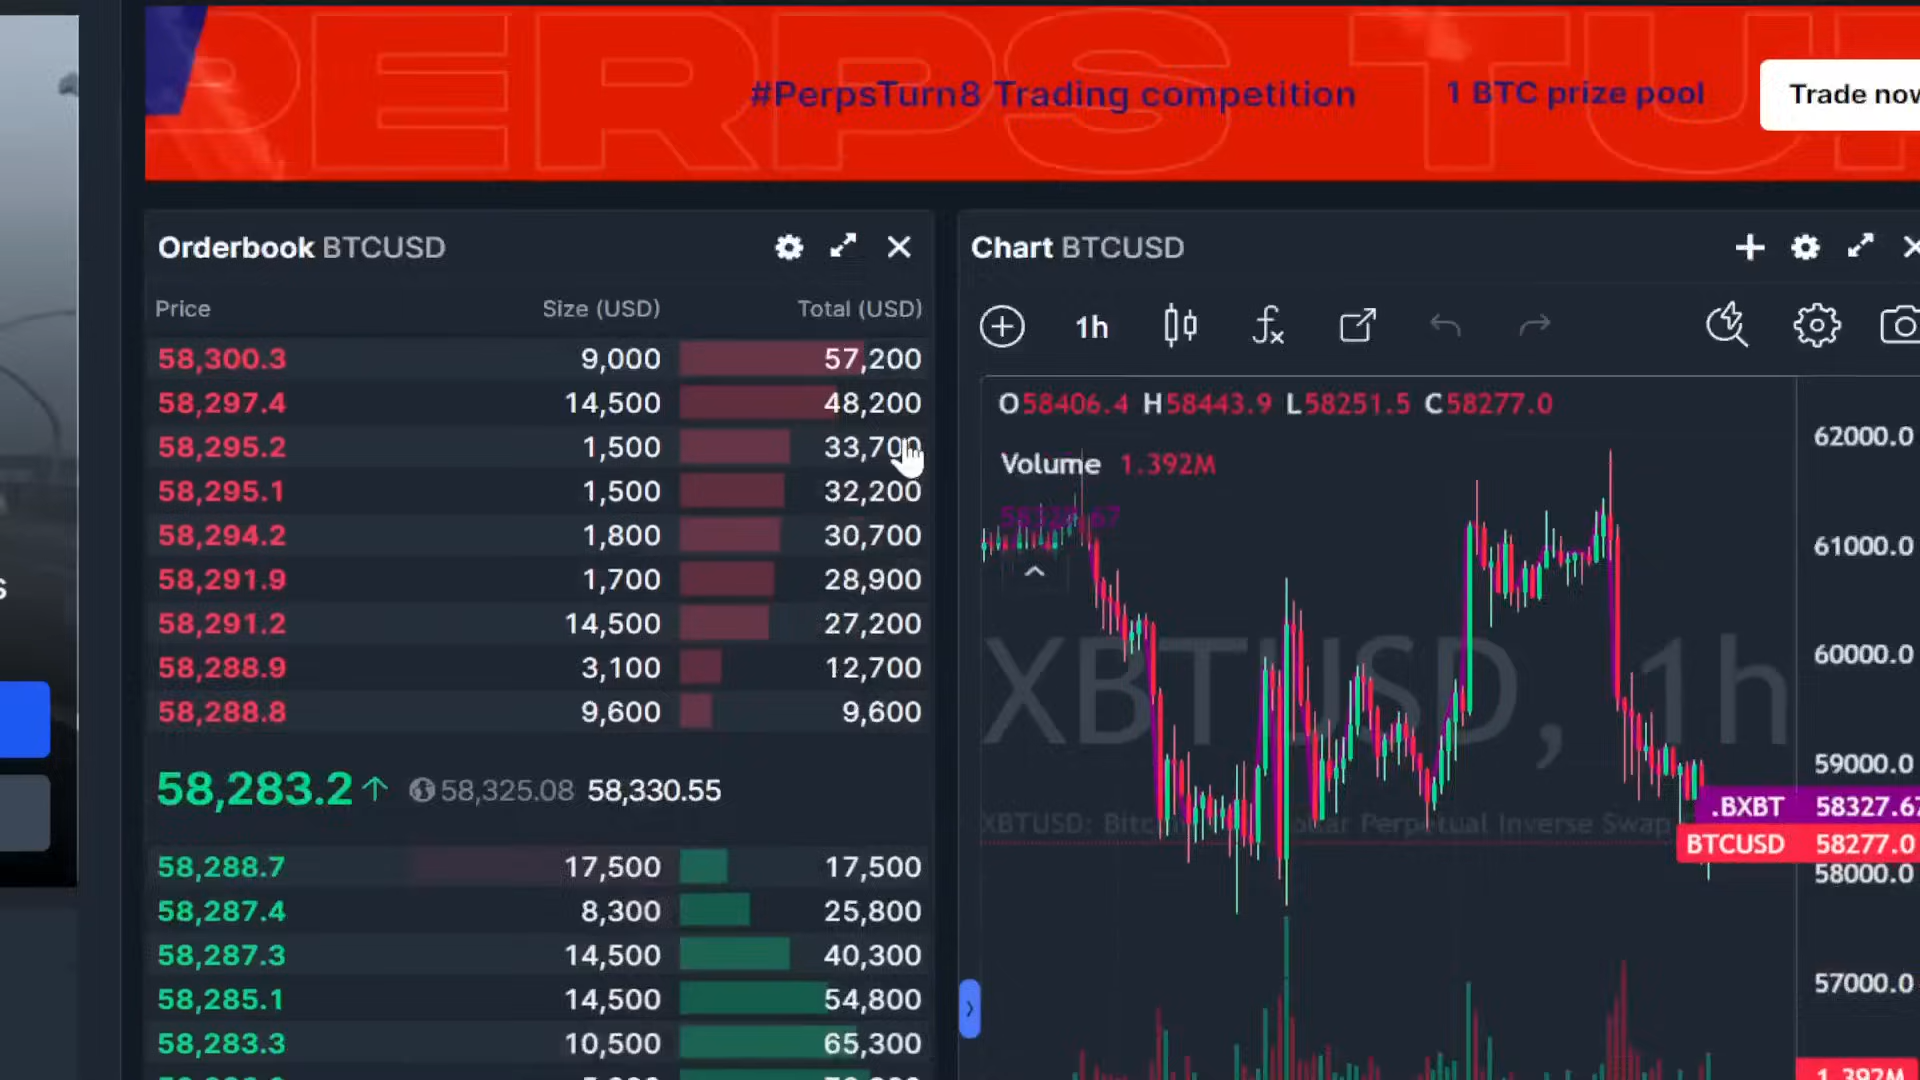 PERPS TU
#PerpsTurn8 Trading competition 1 BTC prize pool Trade now
s
Orderbook BTCUSD
Price Size (USD) Total (USD)
58,300.3 9,000 57,200
58,297.4 14,500 48,200
58,295.2 1,500 33,700
58,295.1 1,500 32,200
58,294.2 1,800 30,700
58,291.9 1,700 28,900
58,291.2 14,500 27,200
58,288.9 3,100 12,700
58,288.8 9,600 9,600
58,283.2↑ 58,325.08 58,330.55
58,288.7 17,500 17,500
58,287.4 8,300 25,800
58,287.3 14,500 40,300
58,285.1 14,500 54,800
58,283.3 10,500 65,300
Chart BTCUSD
1h
O58406.4 H58443.9 L58251.5 C58277.0
Volume 1.392M
XBTUSD, 1h
Perpetual Inverse Swap
62000.0
61000.0
60000.0
59000.0
.BXBT 58327.67
BTCUSD 58277.0
58000.0
57000.0
1.392M